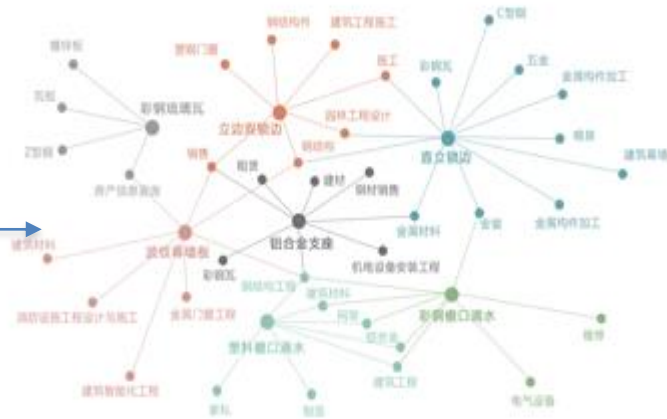 C型钢
钢结构件
建筑工程施工
镀锌板
塑钢门窗
施工
彩钢瓦
五金
金属构件加工
瓦板
彩钢琉璃瓦
立边双锁边
园林工程设计
直立锁边
Z型钢
销售
租赁
钢结构
建筑幕墙
建材
钢材销售
房产信息咨询
金属构件加工
金属材料
建筑材料
波纹幕墙板
铝合金支座
彩钢瓦
机电设备安装工程
钢结构工程
建筑材料
消防设施工程设计与施工
金属门窗工程
彩钢檐口滴水
塑料檐口滴水
维修
铝合金
建筑工程
建筑智能化工程
电气设备